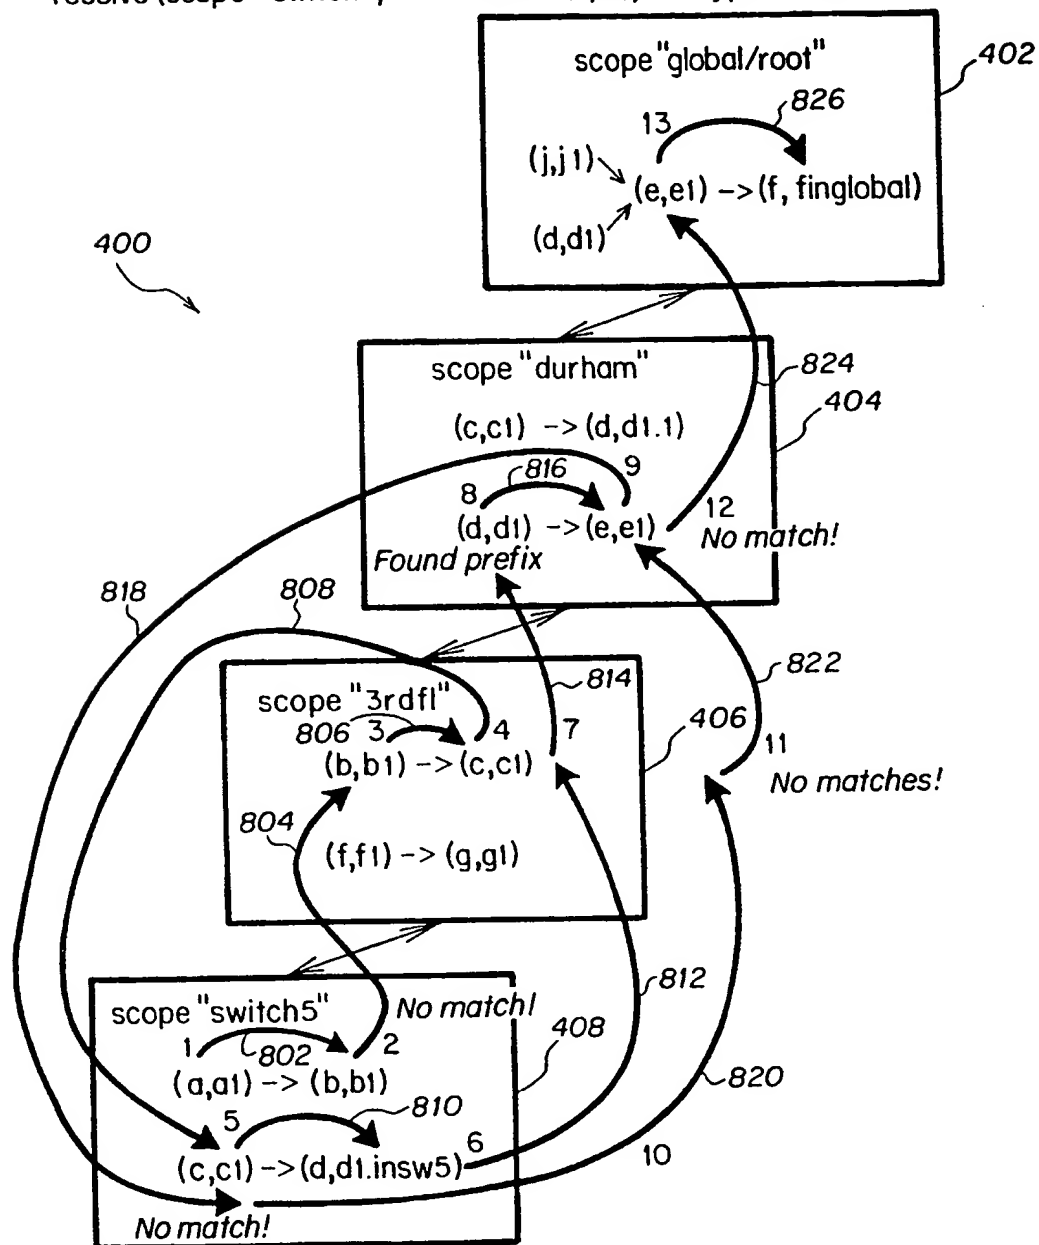 scope "global/root"
402
826
13
(j,j1)
(e,e1) -> (f, finglobal)
(d,d1)
400
scope "durham"
824
404
(c,c1) -> (d,d1.1)
816
9
8
12
(d,d1) -> (e,e1)
No match!
Found prefix
818
808
822
814
scope "3rdfl"
406
806
3
4
7
11
(b,b1) -> (c,c1)
No matches!
804
(f,f1) -> (g,g1)
812
No match!
scope "switch5"
408
1
802
2
(a,a1) -> (b,b1)
820
5
810
6
10
(c,c1) -> (d,d1.insw5)
No match!